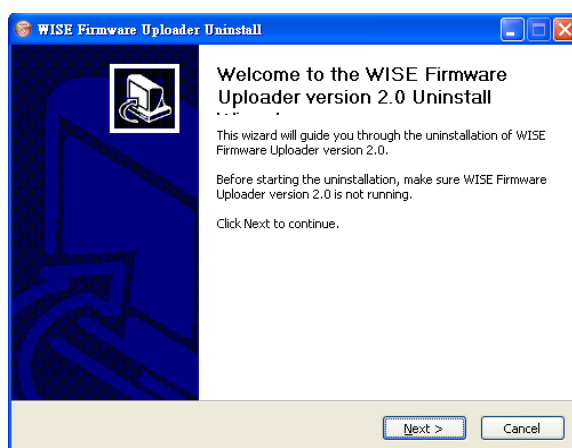 WISE Firmware Uploader Uninstall
Welcome to the WISE Firmware
Uploader version 2.0 Uninstall
This wizard will guide you through the uninstallation of WISE
Firmware Uploader version 2.0.
Before starting the uninstallation, make sure WISE Firmware
Uploader version 2.0 is not running.
Click Next to continue.
Next >
Cancel